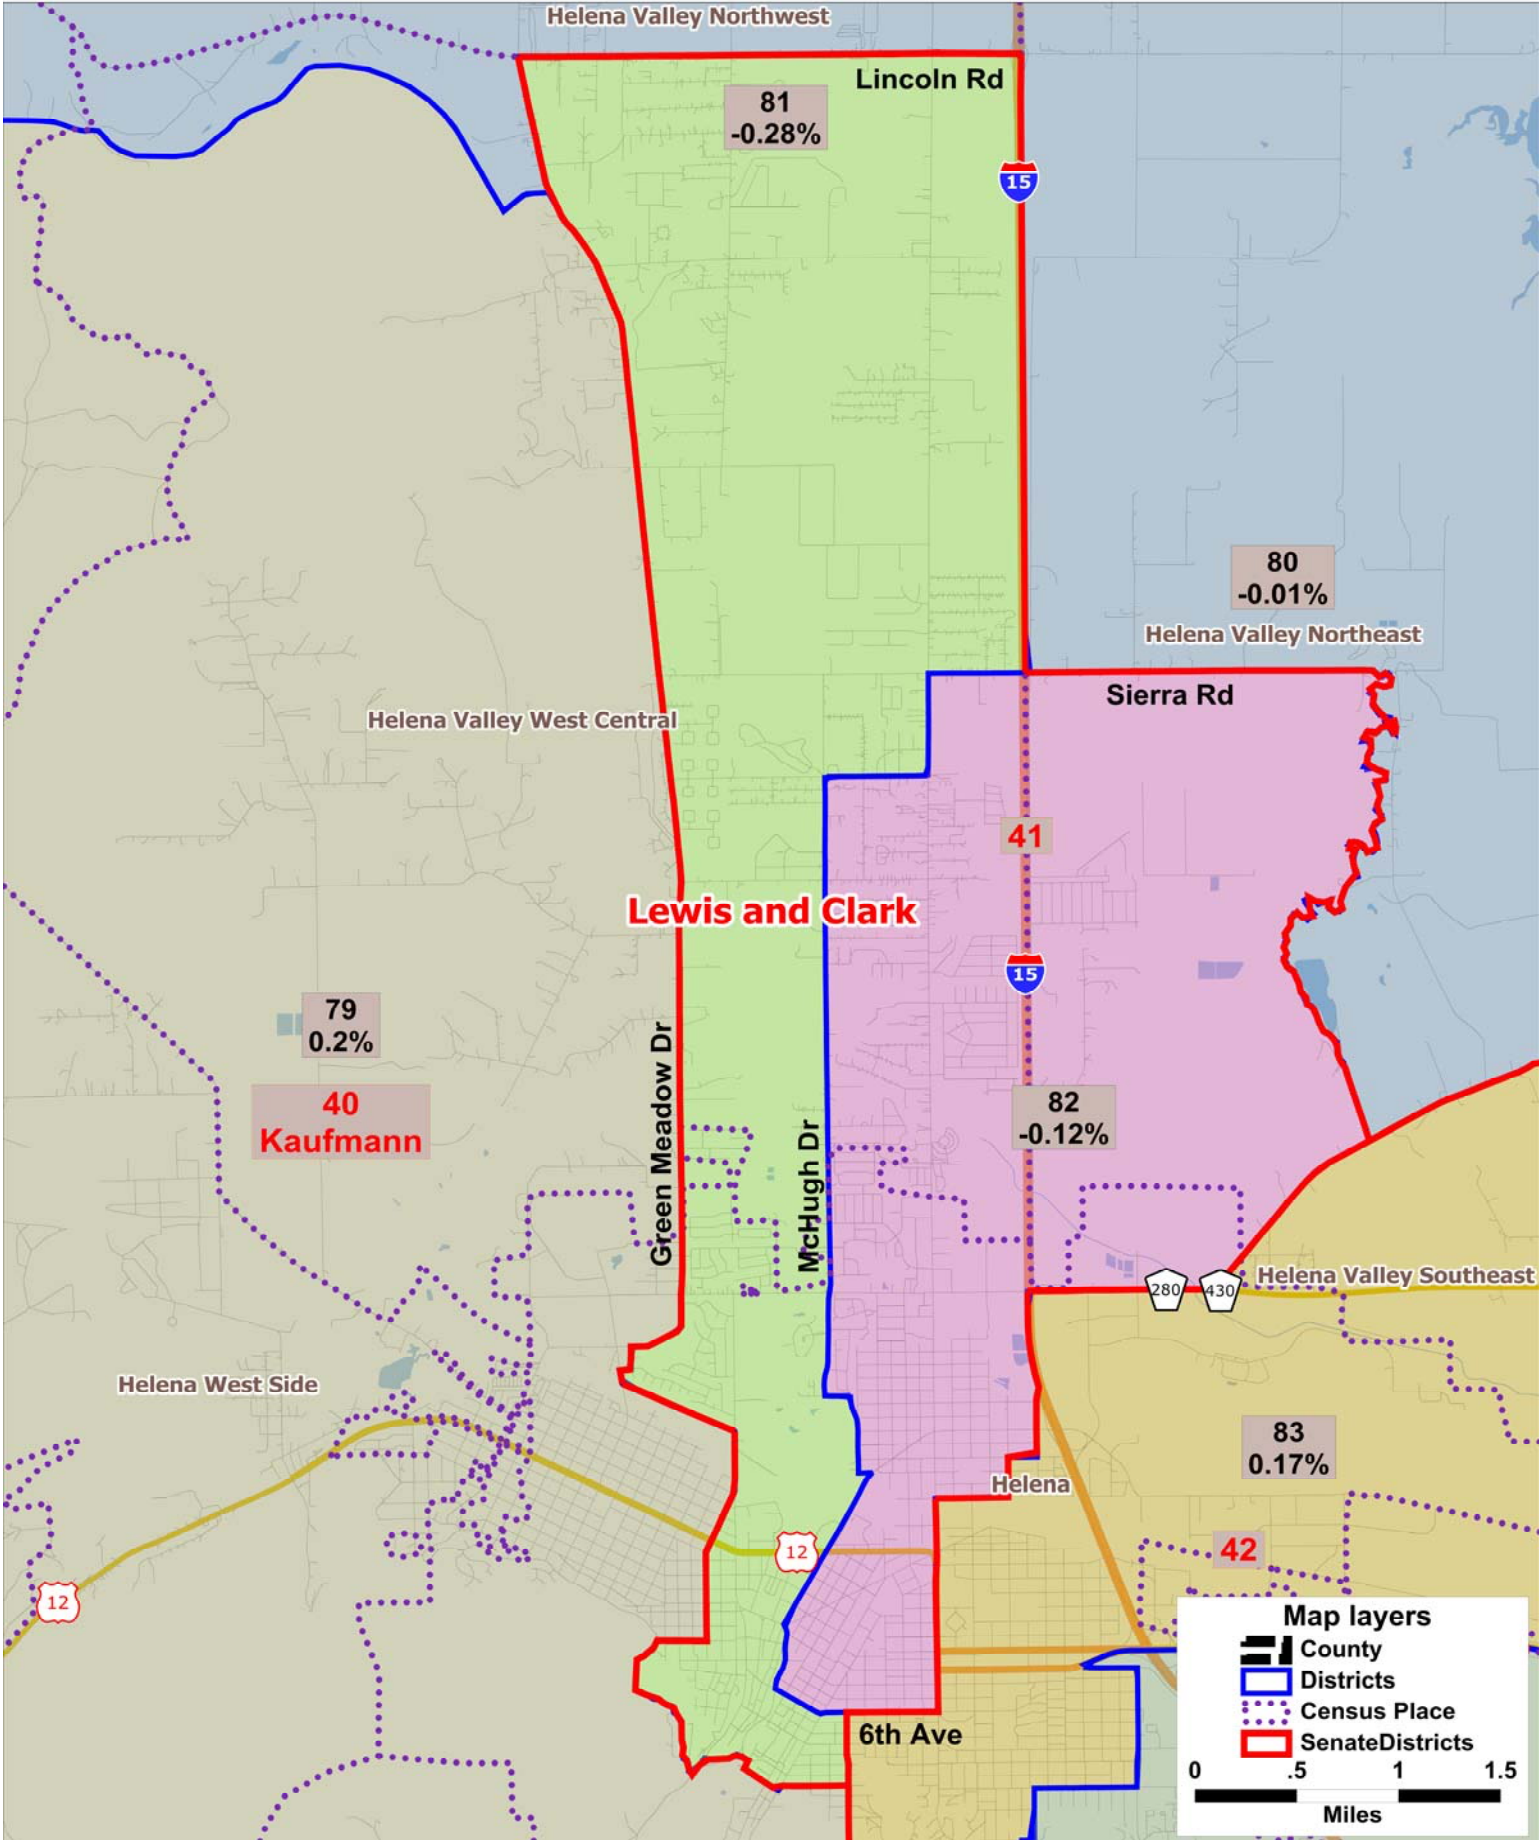 Helena Valley Northwest
Lincoln Rd
81
-0.28%
15
80
-0.01%
Helena Valley Northeast
Sierra Rd
Helena Valley West Central
41
Lewis and Clark
15
79
0.2%
40
Kaufmann
Green Meadow Dr
McHugh Dr
82
-0.12%
280
430
Helena Valley Southeast
Helena West Side
83
0.17%
Helena
42
12
12
6th Ave
Map layers
County
Districts
Census Place
SenateDistricts
0 .5 1 1.5
Miles